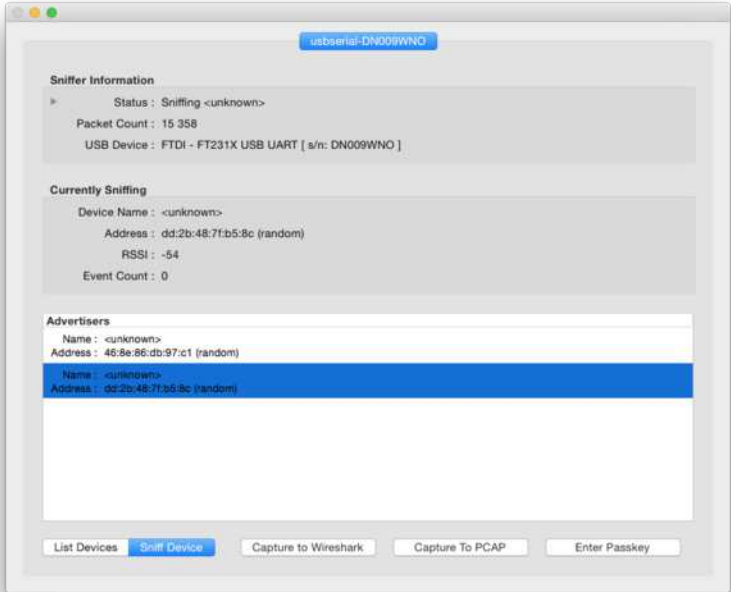 usbserial-DN009WNO
Sniffer Information
Status : Sniffing <unknown>
Packet Count : 15 358
USB Device : FTDI - FT231X USB UART [ s/n: DN009WNO ]
Currently Sniffing
Device Name : <unknown>
Address : dd:2b:48:7f:b5:8c (random)
RSSI : -54
Event Count : 0
Advertisers
Name : <unknown>
Address : 46:8e:86:db:97:c1 (random)
Name : <unknown>
Address : dd:2b:48:7f:b5:8c (random)
List Devices Sniff Device Capture to Wireshark Capture To PCAP Enter Passkey